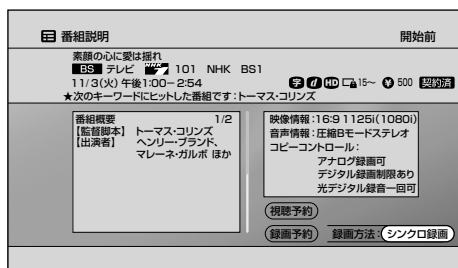 番組説明 開始前
素顔の心に愛は揺れ
BS テレビ 101 NHK BS1
11/3(火) 午後1:00-2:54 字 d HD 15~ ¥ 500 契約済
★次のキーワードにヒットした番組です:トーマス・コリンズ
番組概要 1/2
【監督脚本】 トーマス・コリンズ
【出演者】 ヘンリー・ブランド、
マレーネ・ガルボ ほか
映像情報:16:9 1125i(1080i)
音声情報:圧縮Bモードステレオ
コピーコントロール:
アナログ録画可
デジタル録画制限あり
光デジタル録音一回可
視聴予約
録画予約 録画方法:シンクロ録画